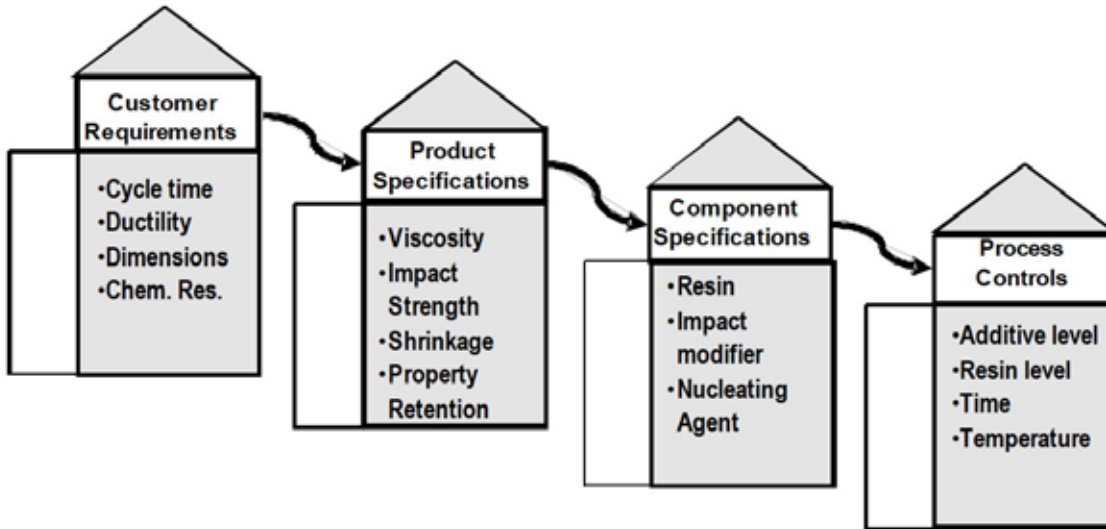 Customer
Requirements
•Cycle time
•Ductility
•Dimensions
•Chem. Res.
Product
Specifications
•Viscosity
•Impact
Strength
•Shrinkage
•Property
Retention
Component
Specifications
•Resin
•Impact
modifier
•Nucleating
Agent
Process
Controls
•Additive level
•Resin level
•Time
•Temperature